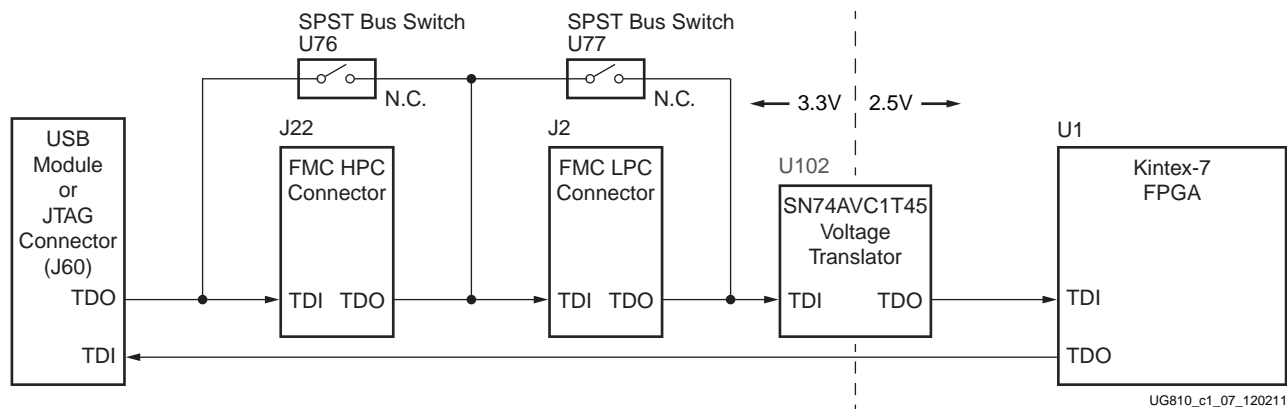 SPST Bus Switch
U76
N.C.
SPST Bus Switch
U77
N.C.
3.3V
2.5V
USB
Module
or
JTAG
Connector
(J60)
TDO
TDI
J22
FMC HPC
Connector
TDI TDO
J2
FMC LPC
Connector
TDI TDO
U102
SN74AVC1T45
Voltage
Translator
TDI TDO
U1
Kintex-7
FPGA
TDI
TDO
UG810_c1_07_120211